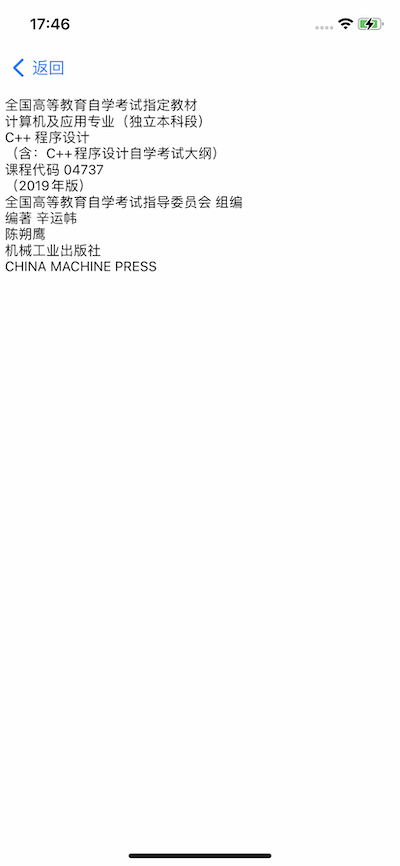 17:46
返回
全国高等教育自学考试指定教材
计算机及应用专业（独立本科段）
C++ 程序设计
（含：C++程序设计自学考试大纲）
课程代码 04737
（2019年版）
全国高等教育自学考试指导委员会 组编
编著 辛运帏
陈朔鹰
机械工业出版社
CHINA MACHINE PRESS